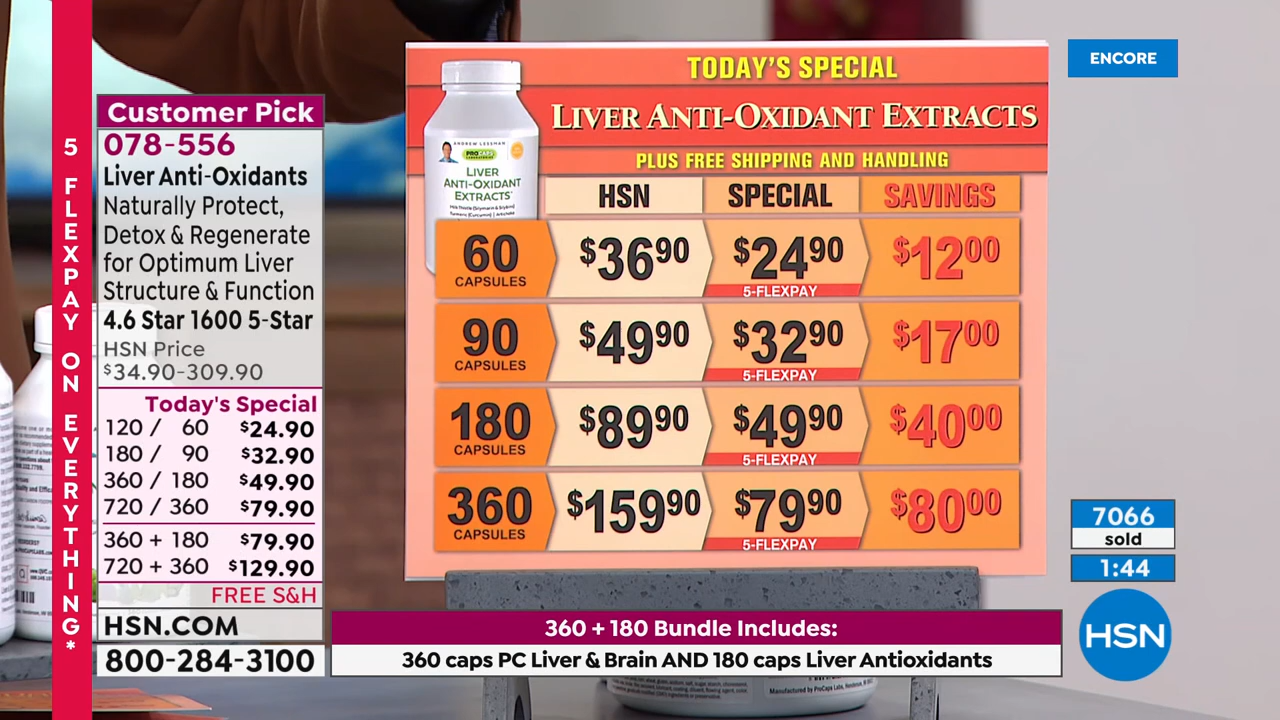 5 FLEXPAY ON EVERYTHING*
Customer Pick
078-556
Liver Anti-Oxidants
Naturally Protect,
Detox & Regenerate
for Optimum Liver
Structure & Function
4.6 Star 1600 5-Star
HSN Price
$34.90-309.90
Today's Special
120 / 60 $24.90
180 / 90 $32.90
360 / 180 $49.90
720 / 360 $79.90
360 + 180 $79.90
720 + 360 $129.90
FREE S&H
HSN.COM
800-284-3100
TODAY'S SPECIAL
LIVER ANTI-OXIDANT EXTRACTS
PLUS FREE SHIPPING AND HANDLING
HSN SPECIAL SAVINGS
60 CAPSULES $36.90 $24.90 $12.00
5-FLEXPAY
90 CAPSULES $49.90 $32.90 $17.00
5-FLEXPAY
180 CAPSULES $89.90 $49.90 $40.00
5-FLEXPAY
360 CAPSULES $159.90 $79.90 $80.00
5-FLEXPAY
ANDREW LESSMAN
PROCAPS
LIVER
ANTI-OXIDANT
EXTRACTS
ENCORE
7066
sold
1:44
HSN
360 + 180 Bundle Includes:
360 caps PC Liver & Brain AND 180 caps Liver Antioxidants
Manufactured by ProCaps Labs,